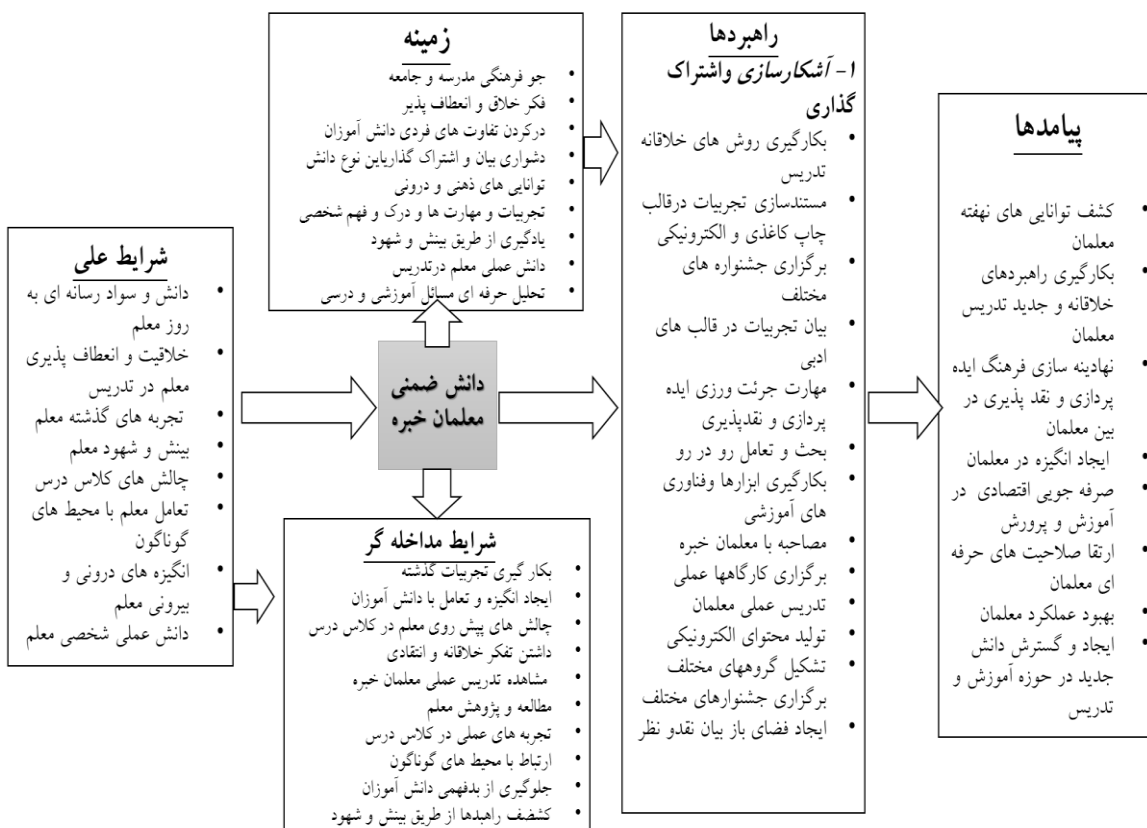 زمینه
• جو فرهنگی مدرسه و جامعه
• فکر خلاق و انعطاف پذیر
• درکردن تفاوت های فردی دانش آموزان
• دشواری بیان و اشتراک گذاریاین نوع دانش
• توانایی های ذهنی و درونی
• تجربیات و مهارت ها و درک و فهم شخصی
• یادگیری از طریق بینش و شهود
• دانش عملی معلم درتدریس
• تحلیل حرفه ای مسائل آموزشی و درسی
راهبردها
۱- آشکارسازی واشتراک
گذاری
• بکارگیری روش های خلاقانه
تدریس
• مستندسازی تجربیات درقالب
چاپ کاغذی و الکترونیکی
• برگزاری جشنواره های
مختلف
• بیان تجربیات در قالب های
ادبی
• مهارت جرئت ورزی ایده
پردازی و نقدپذیری
• بحث و تعامل رو در رو
• بکارگیری ابزارها وفناوری
های آموزشی
• مصاحبه با معلمان خبره
• برگزاری کارگاهها عملی
• تدریس عملی معلمان
• تولید محتوای الکترونیکی
• تشکیل گروههای مختلف
برگزاری جشنوارهای مختلف
• ایجاد فضای باز بیان نقدو نظر
پیامدها
• کشف توانایی های نهفته
معلمان
• بکارگیری راهبردهای
خلاقانه و جدید تدریس
معلمان
• نهادینه سازی فرهنگ ایده
پردازی و نقد پذیری در
بین معلمان
• ایجاد انگیزه در معلمان
• صرفه جویی اقتصادی در
آموزش و پرورش
• ارتقا صلاحیت های حرفه
ای معلمان
• بهبود عملکرد معلمان
• ایجاد و گسترش دانش
جدید در حوزه آموزش و
تدریس
شرایط علی
• دانش و سواد رسانه ای به
روز معلم
• خلاقیت و انعطاف پذیری
معلم در تدریس
• تجربه های گذشته معلم
• بینش و شهود معلم
• چالش های کلاس درس
• تعامل معلم با محیط های
گوناگون
• انگیزه های درونی و
بیرونی معلم
• دانش عملی شخصی معلم
دانش ضمنی
معلمان خبره
شرایط مداخله گر
• بکار گیری تجربیات گذشته
• ایجاد انگیزه و تعامل با دانش آموزان
• چالش های پیش روی معلم در کلاس درس
• داشتن تفکر خلاقانه و انتقادی
• مشاهده تدریس عملی معلمان خبره
• مطالعه و پژوهش معلم
• تجربه های عملی در کلاس درس
• ارتباط با محیط های گوناگون
• جلوگیری از بدفهمی دانش آموزان
• کشضف راهبدها از طریق بینش و شهود